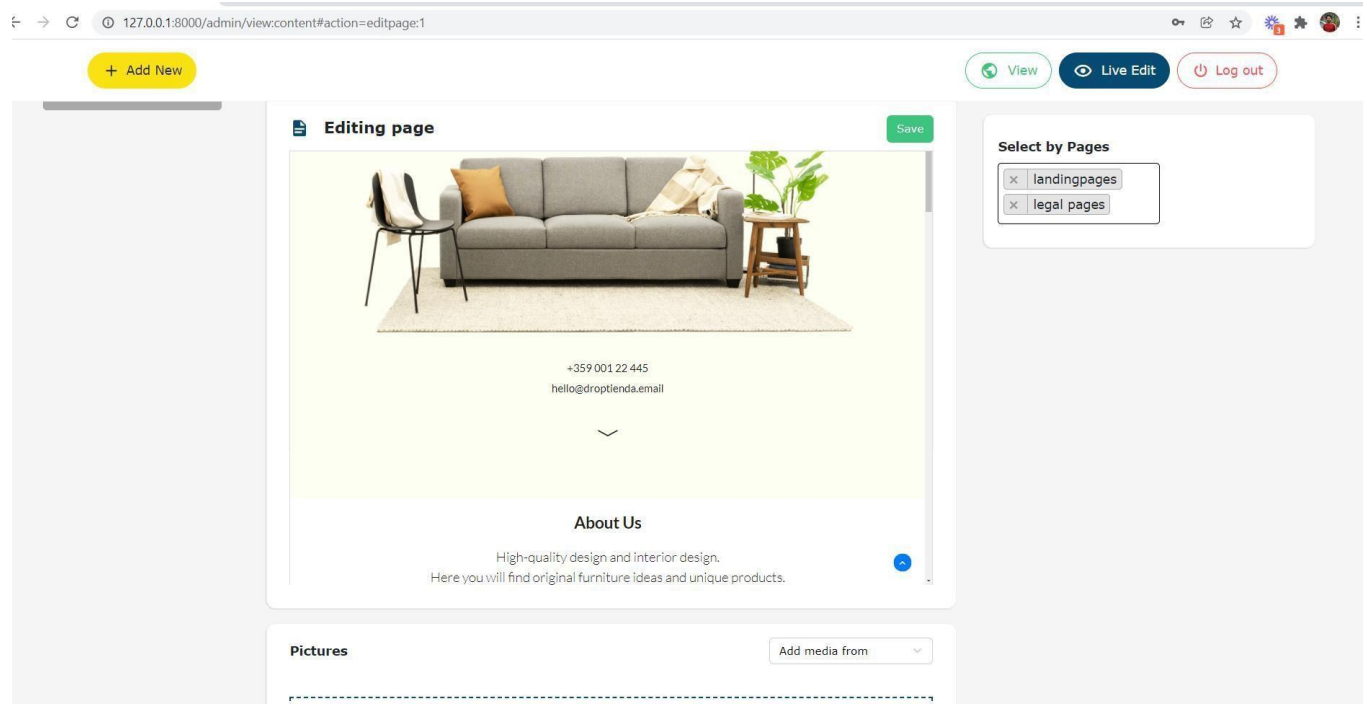 127.0.0.1:8000/admin/view:content#action=editpage:1
3
+ Add New
View
Live Edit
Log out
Editing page
Save
Select by Pages
× landingpages
× legal pages
+359 001 22 445
hello@droptienda.email
About Us
High-quality design and interior design.
Here you will find original furniture ideas and unique products.
Pictures
Add media from